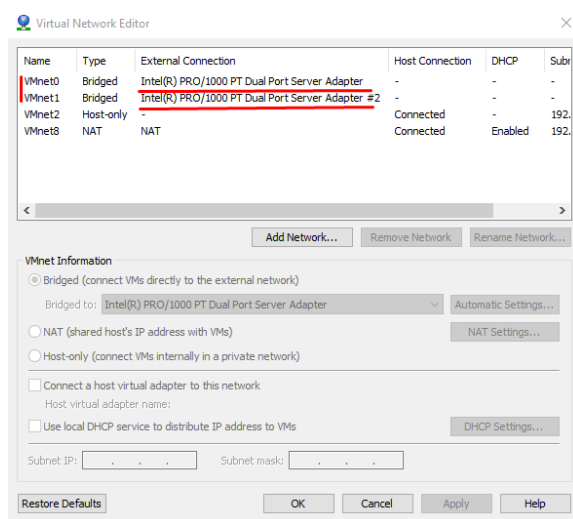 Virtual Network Editor
Name Type External Connection Host Connection DHCP Subr
VMnet0 Bridged Intel(R) PRO/1000 PT Dual Port Server Adapter - - -
VMnet1 Bridged Intel(R) PRO/1000 PT Dual Port Server Adapter #2 - - -
VMnet2 Host-only - Connected - 192.
VMnet8 NAT NAT Connected Enabled 192.
Add Network... Remove Network Rename Network...
VMnet Information
Bridged (connect VMs directly to the external network)
Bridged to: Intel(R) PRO/1000 PT Dual Port Server Adapter Automatic Settings...
NAT (shared host's IP address with VMs) NAT Settings...
Host-only (connect VMs internally in a private network)
Connect a host virtual adapter to this network
Host virtual adapter name:
Use local DHCP service to distribute IP address to VMs DHCP Settings...
Subnet IP: . . . Subnet mask: . . .
Restore Defaults OK Cancel Apply Help